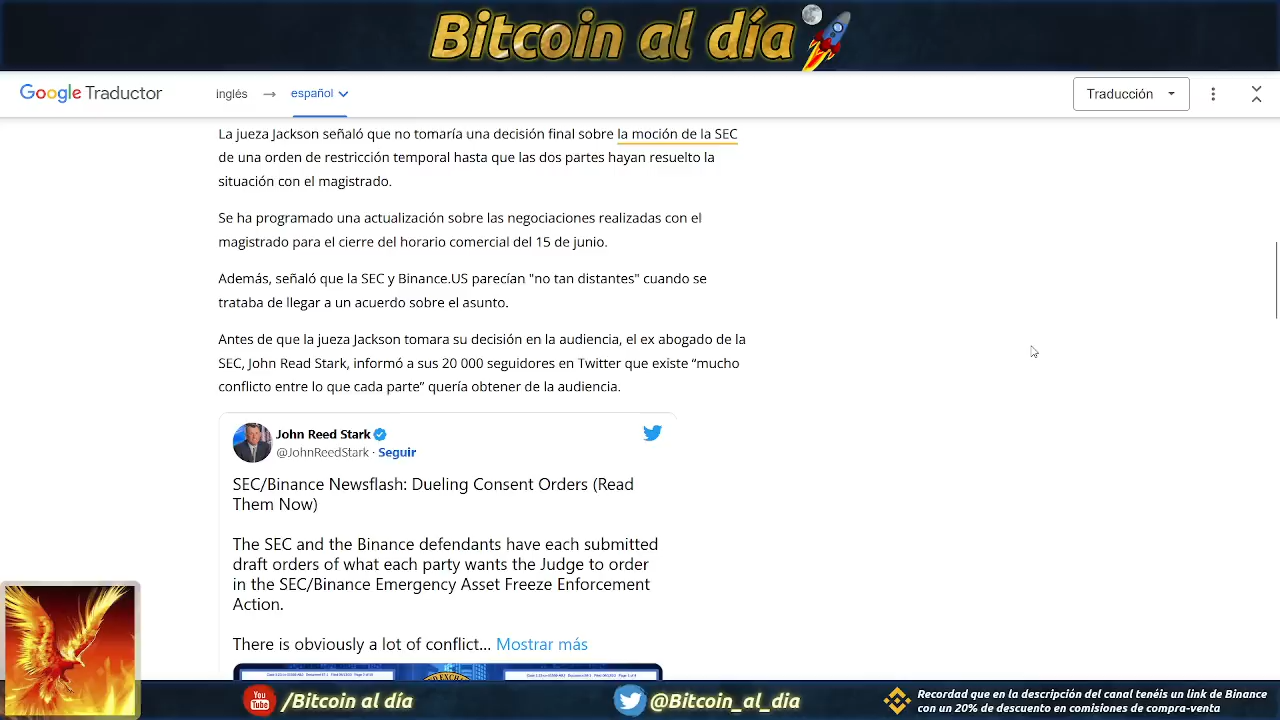 Bitcoin al día
Google Traductor
inglés → español
Traducción
La jueza Jackson señaló que no tomaría una decisión final sobre la moción de la SEC
de una orden de restricción temporal hasta que las dos partes hayan resuelto la
situación con el magistrado.
Se ha programado una actualización sobre las negociaciones realizadas con el
magistrado para el cierre del horario comercial del 15 de junio.
Además, señaló que la SEC y Binance.US parecían "no tan distantes" cuando se
trataba de llegar a un acuerdo sobre el asunto.
Antes de que la jueza Jackson tomara su decisión en la audiencia, el ex abogado de la
SEC, John Read Stark, informó a sus 20 000 seguidores en Twitter que existe “mucho
conflicto entre lo que cada parte” quería obtener de la audiencia.
John Reed Stark
@JohnReedStark · Seguir
SEC/Binance Newsflash: Dueling Consent Orders (Read
Them Now)
The SEC and the Binance defendants have each submitted
draft orders of what each party wants the Judge to order
in the SEC/Binance Emergency Asset Freeze Enforcement
Action.
There is obviously a lot of conflict... Mostrar más
You
Tube
/Bitcoin al día
@Bitcoin_al_dia
Recordad que en la descripción del canal tenéis un link de Binance
con un 20% de descuento en comisiones de compra-venta